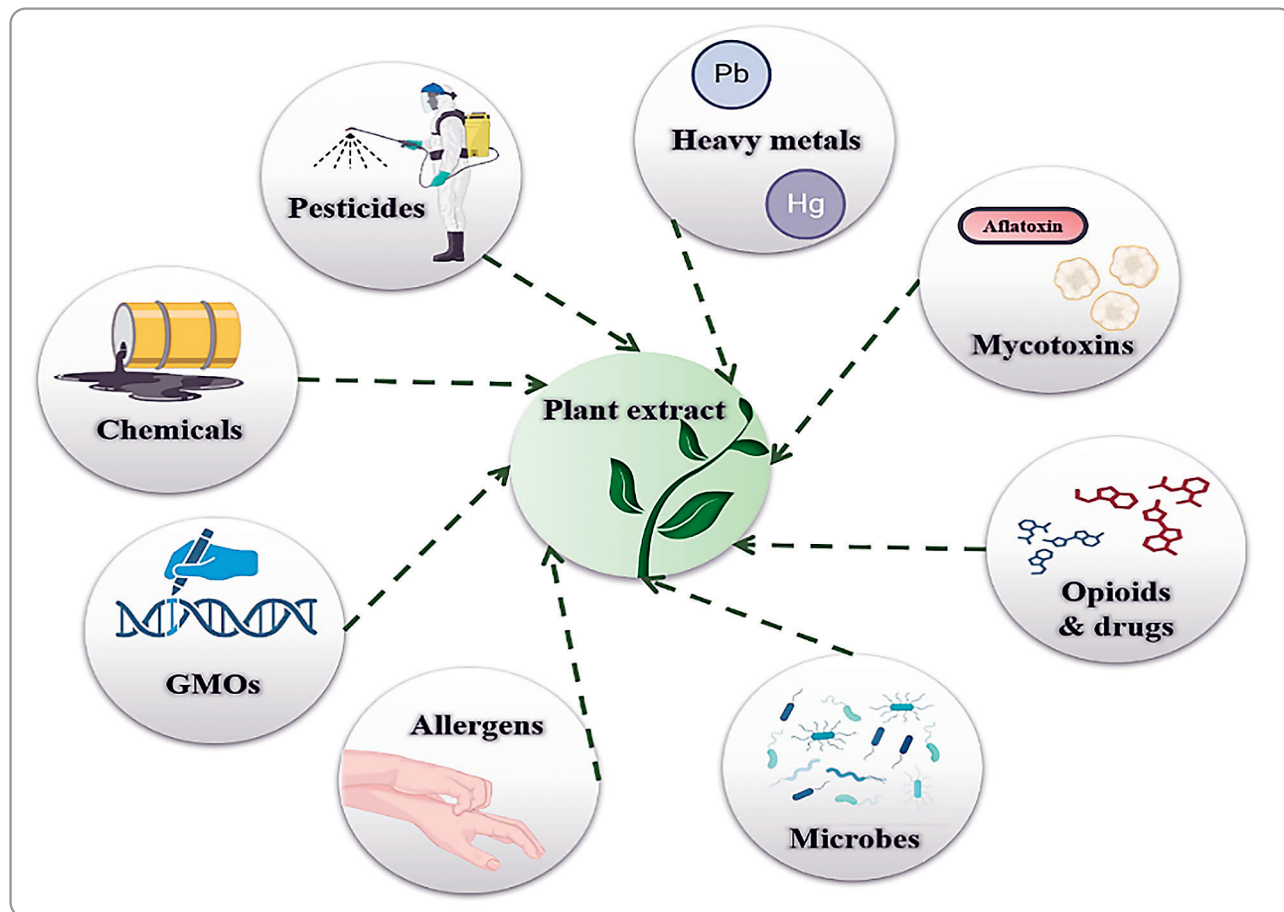 Pb
Heavy metals
Hg
Pesticides
Aflatoxin
Mycotoxins
Chemicals
Plant extract
Opioids
& drugs
GMOs
Allergens
Microbes